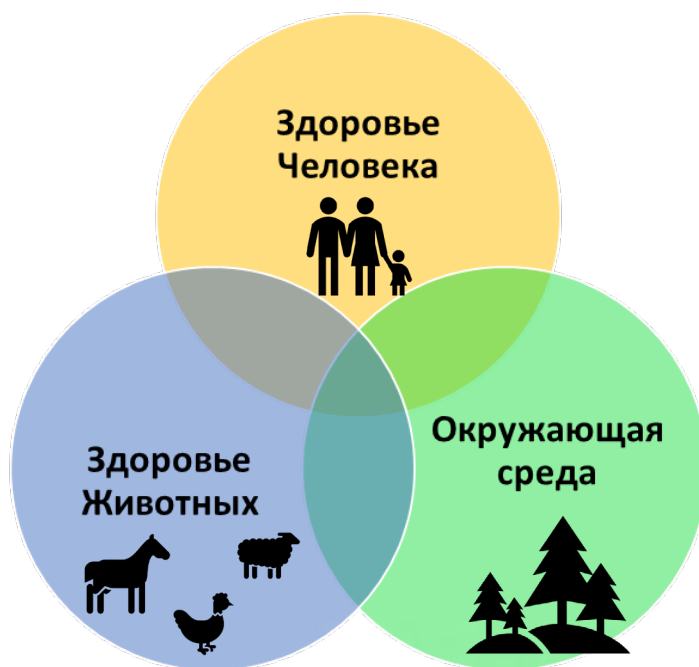 Здоровье
Человека
Здоровье
Животных
Окружающая
среда